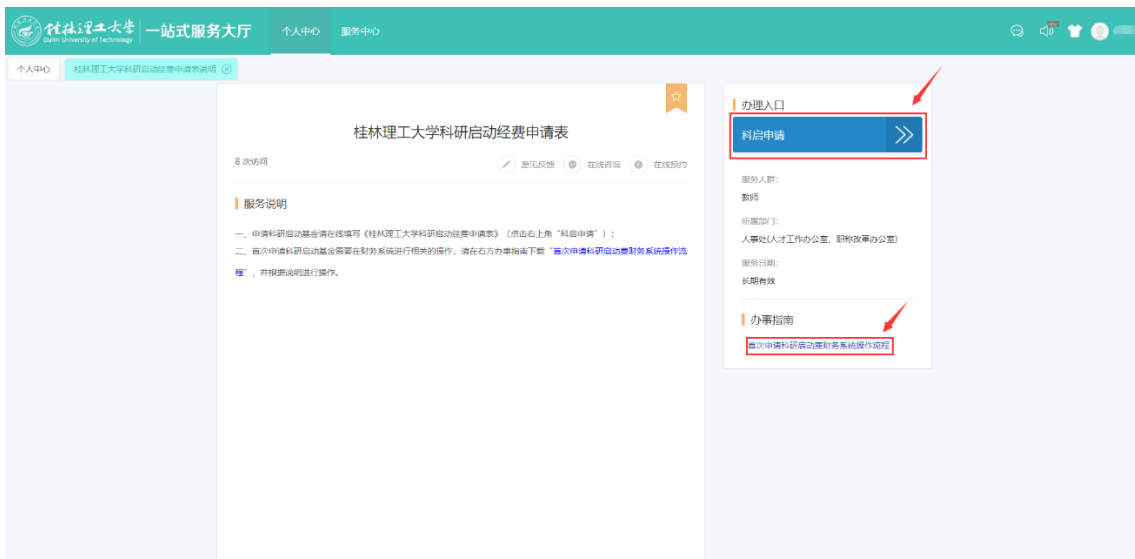 桂林理工大学
Guilin University of Technology
一站式服务大厅
个人中心
服务中心
个人中心
桂林理工大学科研启动经费申请表说明
桂林理工大学科研启动经费申请表
8 次访问
意见反馈
在线咨询
在线预约
服务说明
一、申请科研启动基金请在线填写《桂林理工大学科研启动经费申请表》（点击右上角“科启申请”）;
二、首次申请科研启动基金需要在财务系统进行相关的操作，请在右方办事指南下载“首次申请科研启动费财务系统操作流
程”，并根据说明进行操作。
办理入口
科启申请
服务人群:
教师
所属部门:
人事处(人才工作办公室、职称改革办公室)
服务日期:
长期有效
办事指南
首次申请科研启动费财务系统操作流程